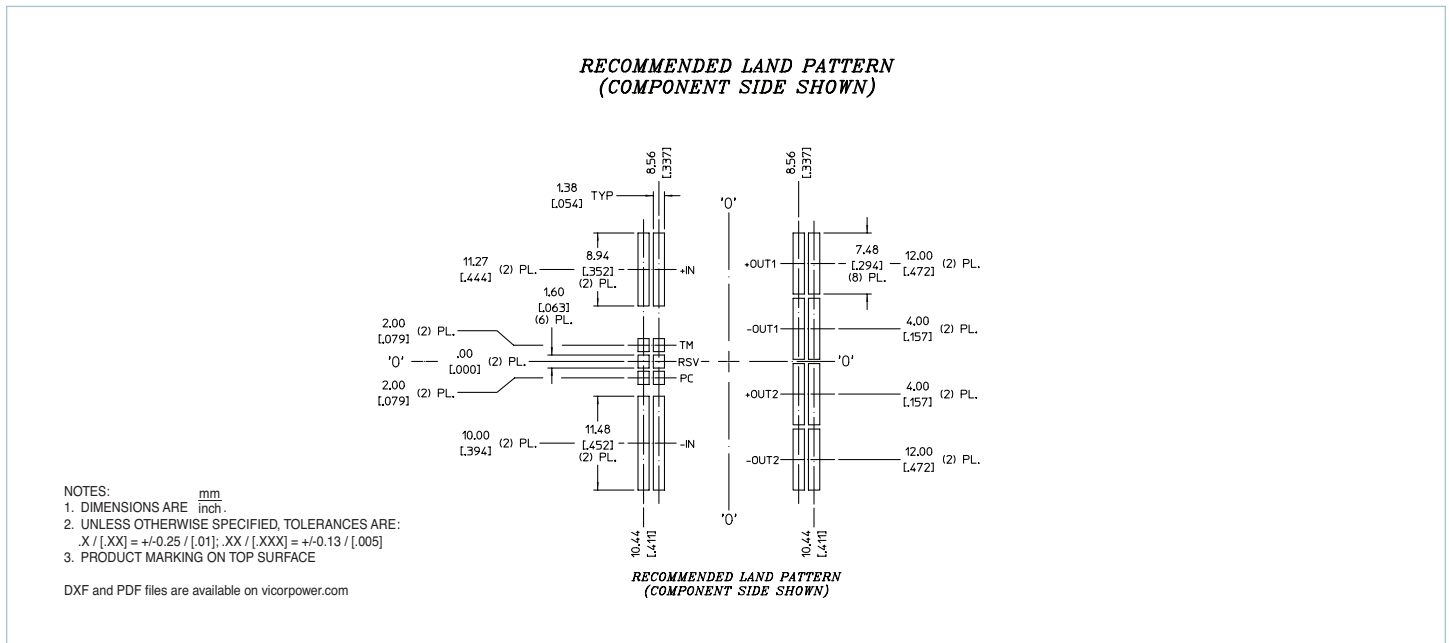 RECOMMENDED LAND PATTERN
(COMPONENT SIDE SHOWN)
8.56
[.337]
8.56
[.337]
1.38
[.054]
TYP
'0'
11.27
[.444]
(2) PL.
8.94
[.352]
(2) PL.
+IN
+OUT1
7.48
[.294]
(8) PL.
12.00
[.472]
(2) PL.
1.60
[.063]
(6) PL.
2.00
[.079]
(2) PL.
TM
-OUT1
4.00
[.157]
(2) PL.
'0'
.00
[.000]
(2) PL.
RSV
'0'
2.00
[.079]
(2) PL.
PC
+OUT2
4.00
[.157]
(2) PL.
10.00
[.394]
(2) PL.
11.48
[.452]
(2) PL.
-IN
-OUT2
12.00
[.472]
(2) PL.
'0'
10.44
[.411]
10.44
[.411]
RECOMMENDED LAND PATTERN
(COMPONENT SIDE SHOWN)
NOTES:
1. DIMENSIONS ARE mm
inch.
2. UNLESS OTHERWISE SPECIFIED, TOLERANCES ARE:
.X / [.XX] = +/-0.25 / [.01]; .XX / [.XXX] = +/-0.13 / [.005]
3. PRODUCT MARKING ON TOP SURFACE
DXF and PDF files are available on vicorpower.com